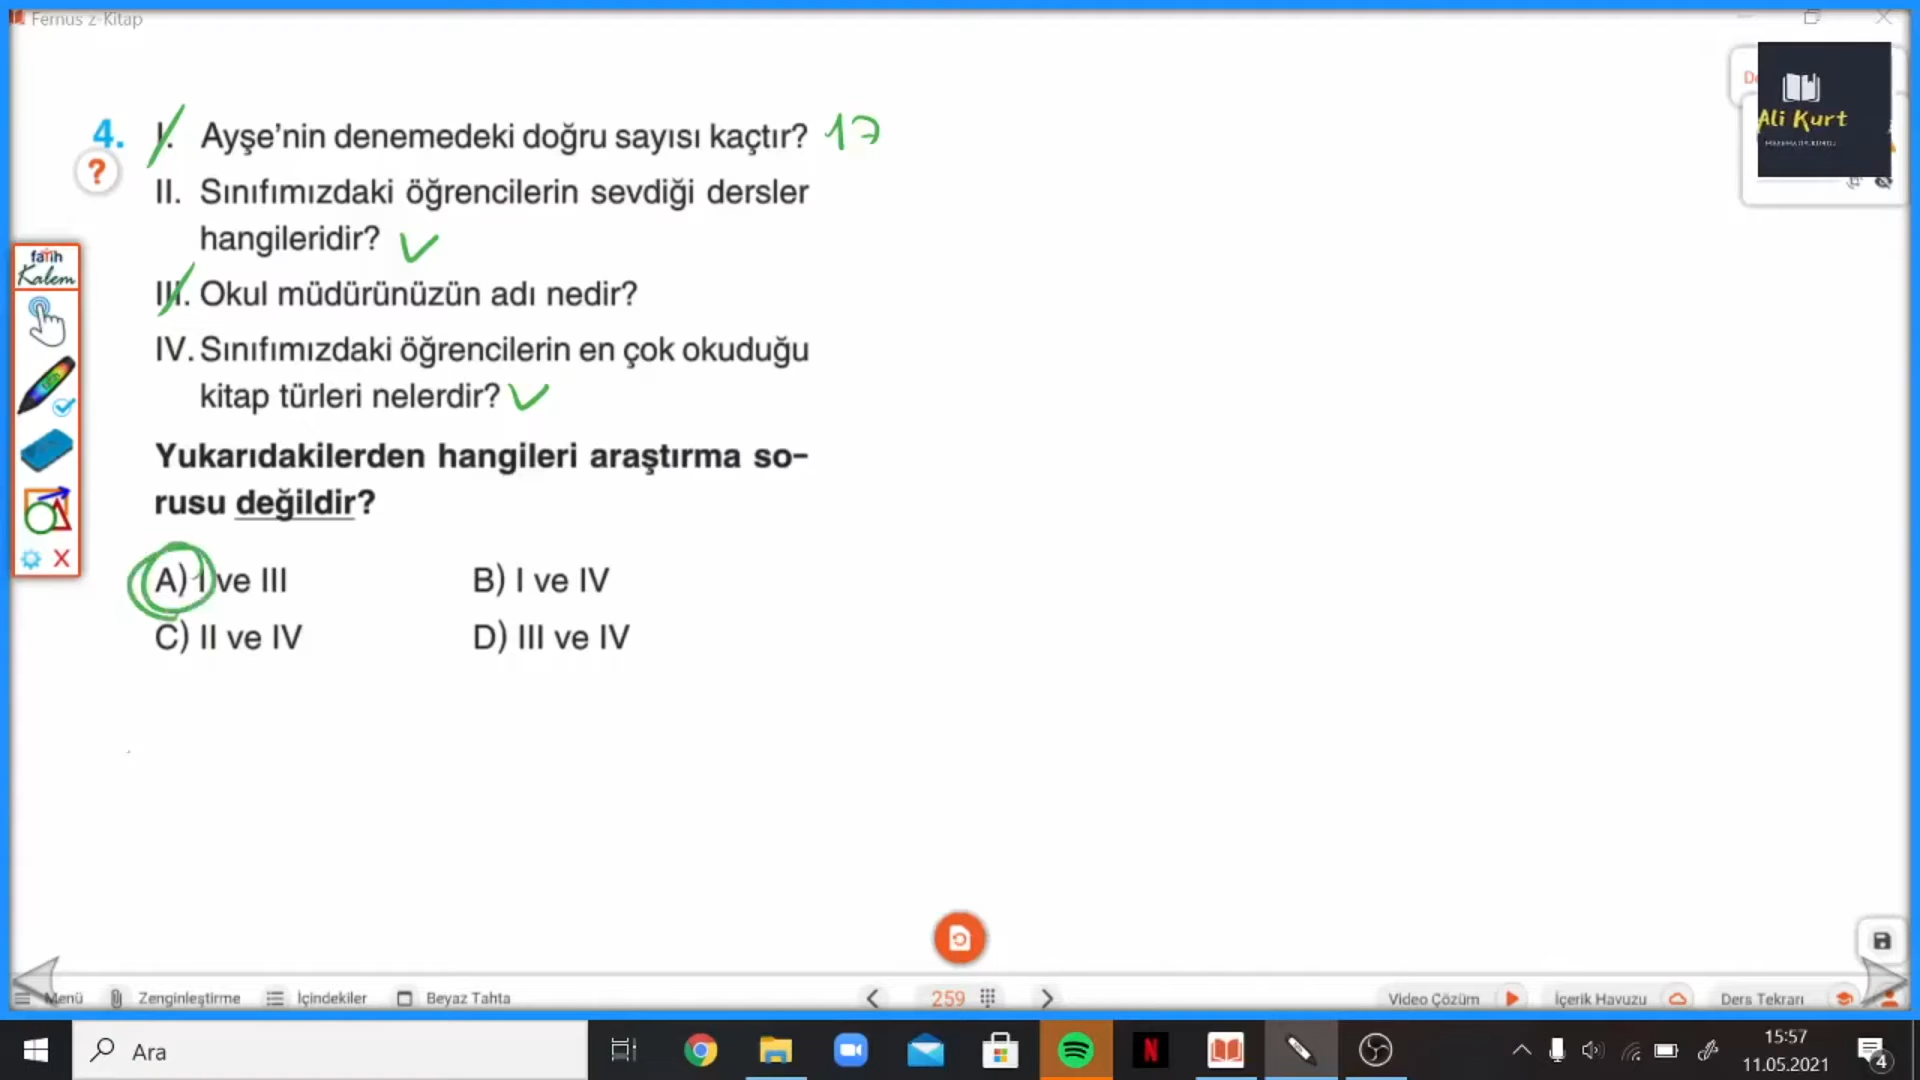 Fernus z-Kitap
Ali Kurt
4. I. Ayşe'nin denemedeki doğru sayısı kaçtır? 17
?
II. Sınıfımızdaki öğrencilerin sevdiği dersler
hangileridir?
fatih
Kalem
III. Okul müdürünüzün adı nedir?
IV. Sınıfımızdaki öğrencilerin en çok okuduğu
kitap türleri nelerdir?
Yukarıdakilerden hangileri araştırma so-
rusu değildir?
A) I ve III B) I ve IV
C) II ve IV D) III ve IV
Menü Zenginleştirme İçindekiler Beyaz Tahta 259 Video Çözüm İçerik Havuzu Ders Tekrarı
Ara
15:57
11.05.2021
4